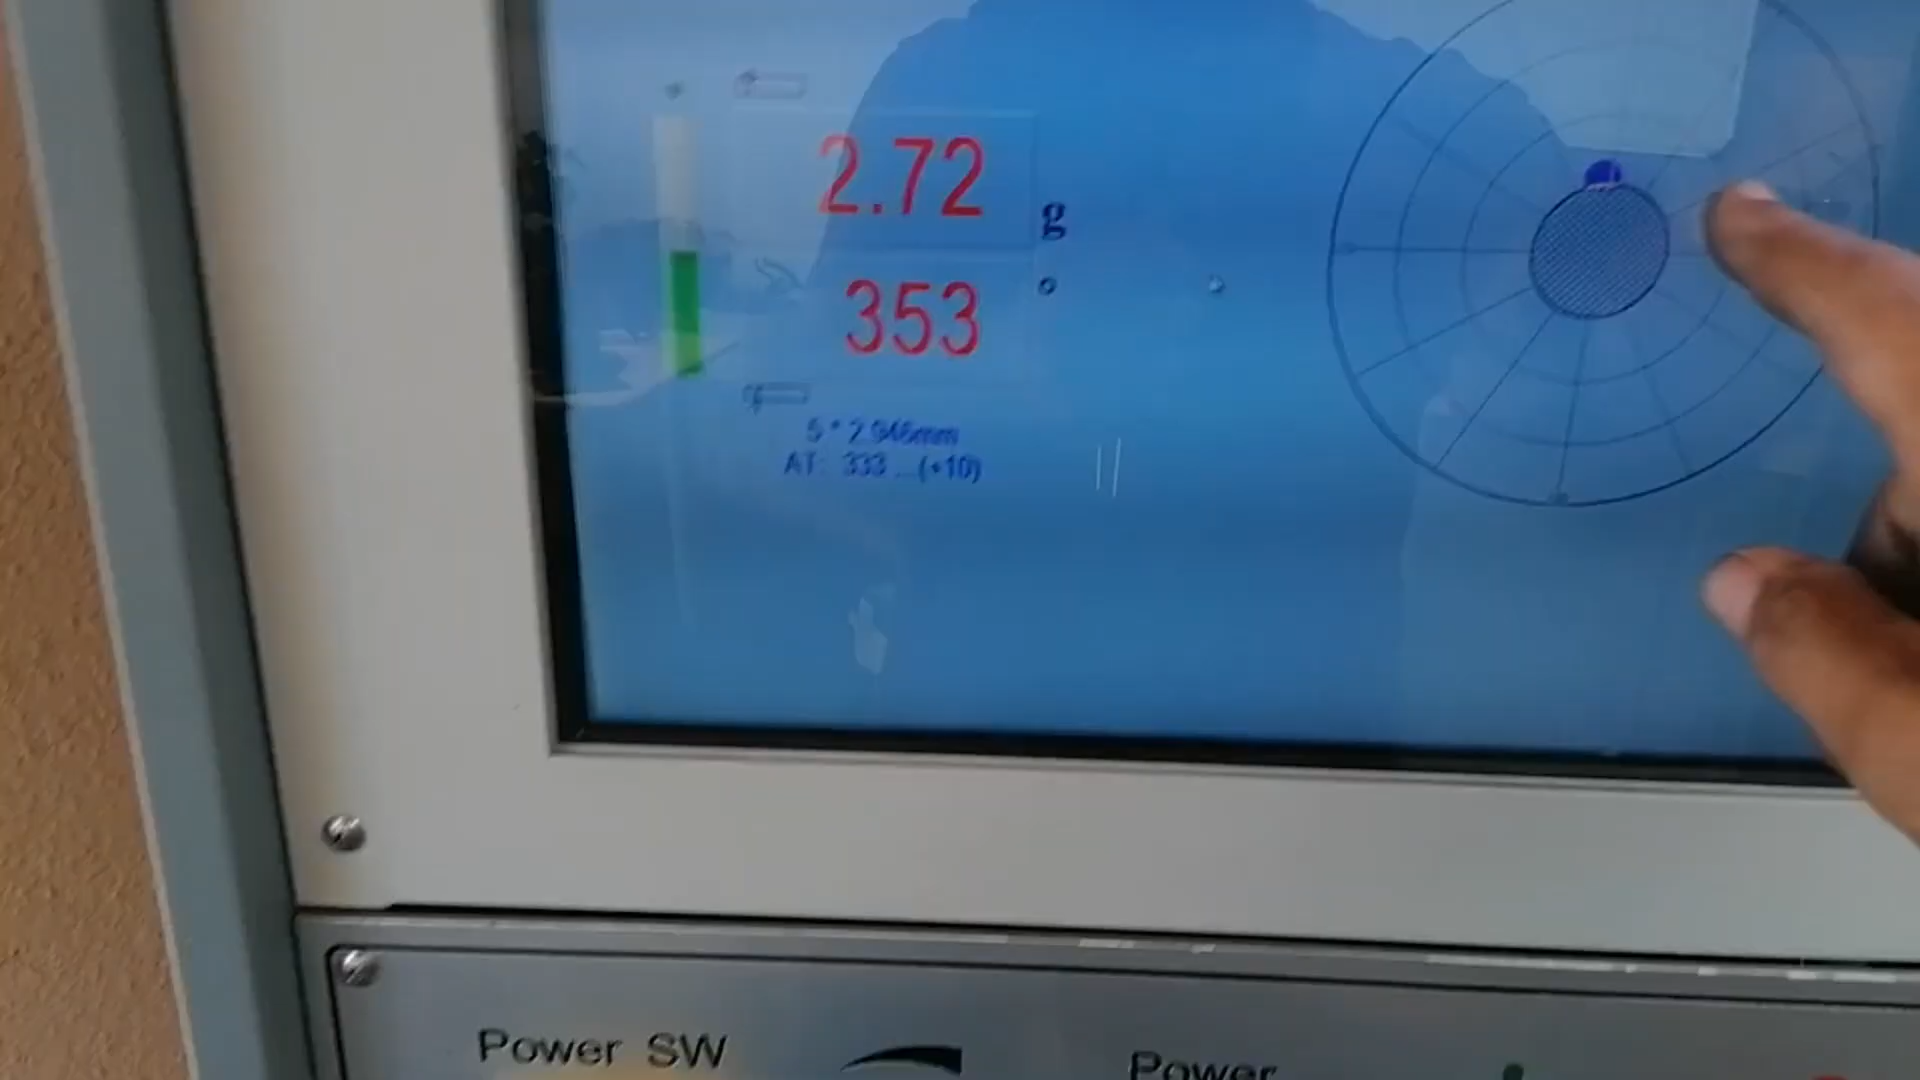 2.72
g
353
°
5 * 2.946mm
AT: 333 ...(+10)
Power SW
Power